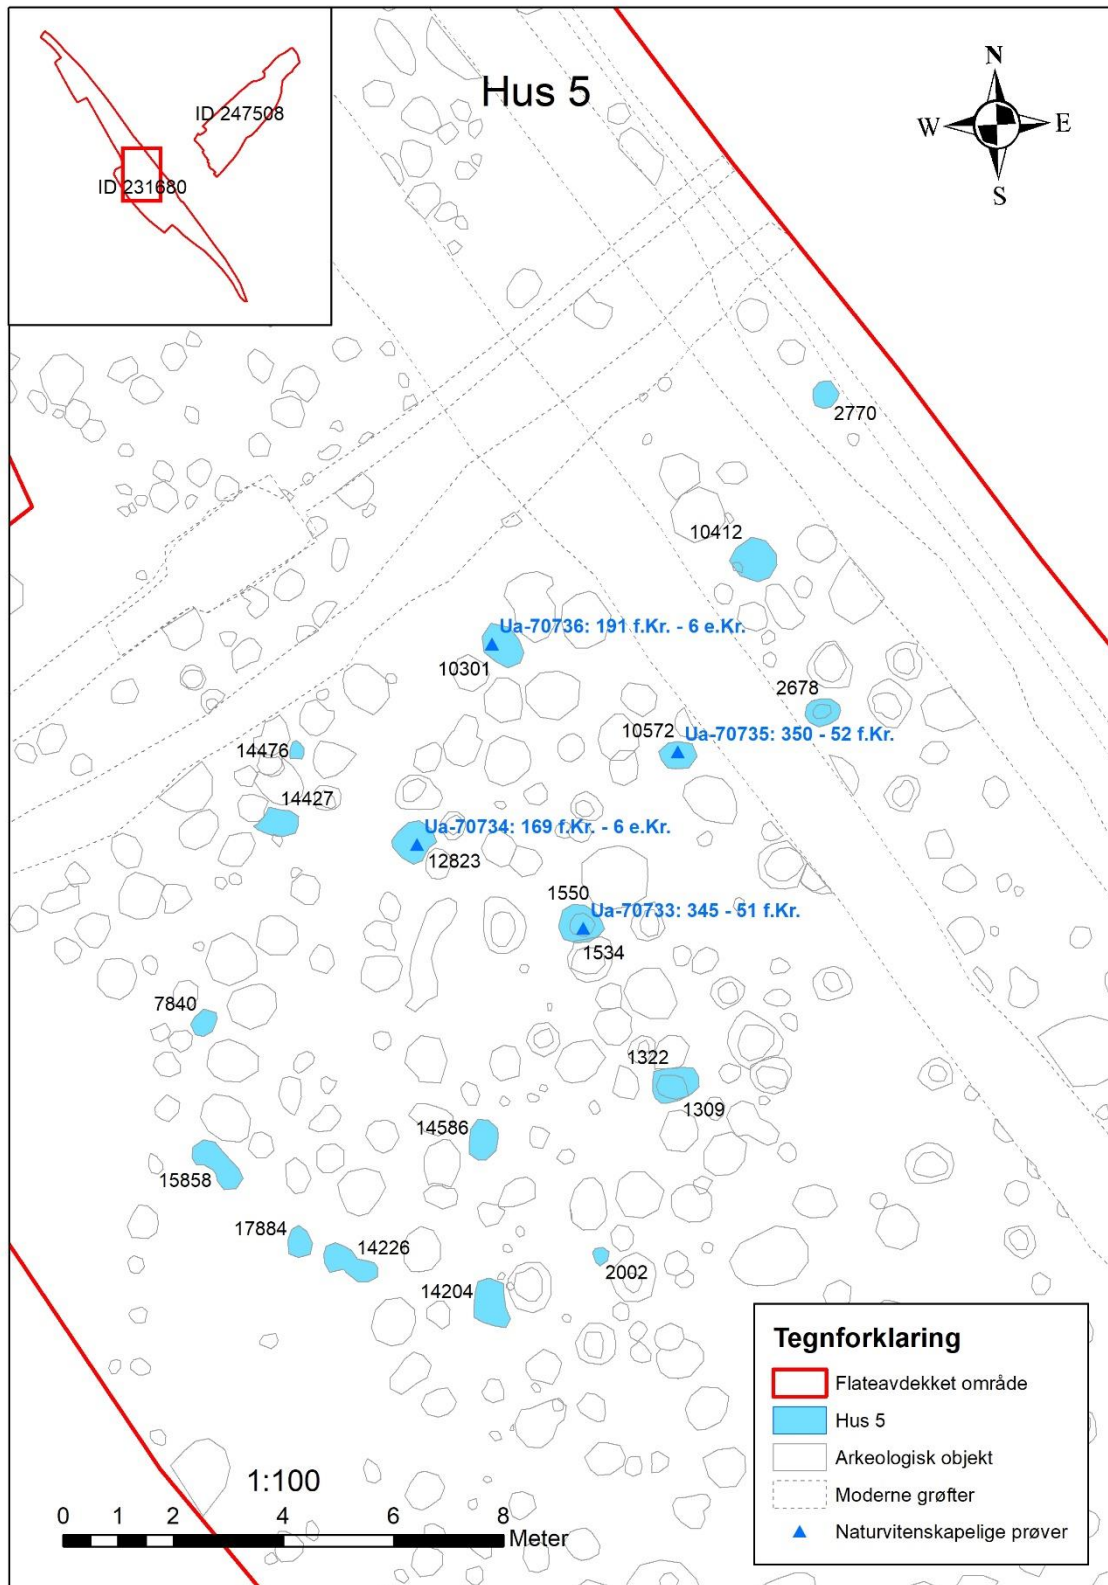 Hus 5
ID 247508
ID 231680
N
W
E
S
2770
10412
Ua-70736: 191 f.Kr. - 6 e.Kr.
10301
2678
10572
Ua-70735: 350 - 52 f.Kr.
14476
14427
Ua-70734: 169 f.Kr. - 6 e.Kr.
12823
1550
Ua-70733: 345 - 51 f.Kr.
1534
7840
1322
1309
14586
15858
17884
14226
2002
14204
Tegnforklaring
Flateavdekket område
Hus 5
Arkeologisk objekt
Moderne grøfter
Naturvitenskapelige prøver
1:100
0 1 2 4 6 8
Meter